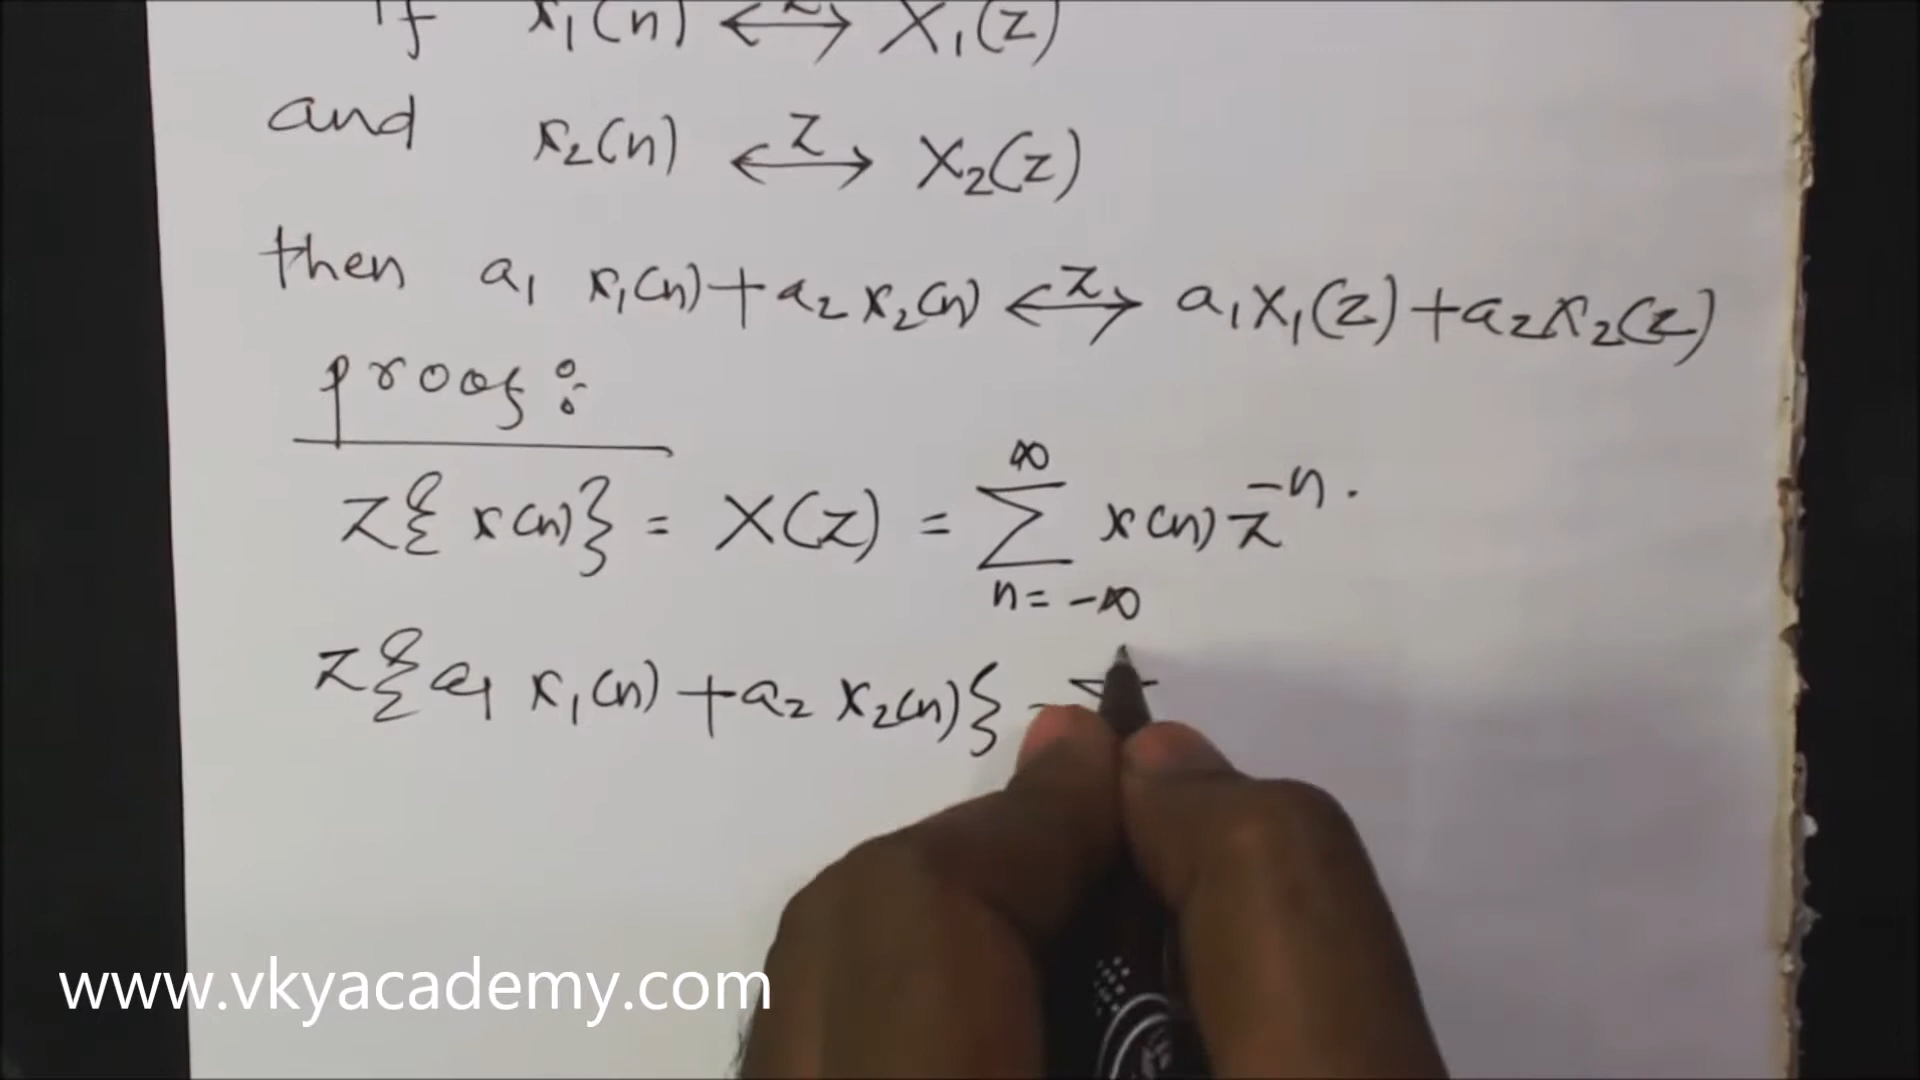 If x₁(n) ⟷ X₁(z)
and x₂(n) ⟷ᶻ X₂(z)
then a₁ x₁(n) + a₂ x₂(n) ⟷ᶻ a₁X₁(z) + a₂X₂(z)
proof:
Z{x(n)} = X(z) = ∑_{n=-∞}^{∞} x(n) z⁻ⁿ.
Z{a₁ x₁(n) + a₂ x₂(n)} =
www.vkyacademy.com